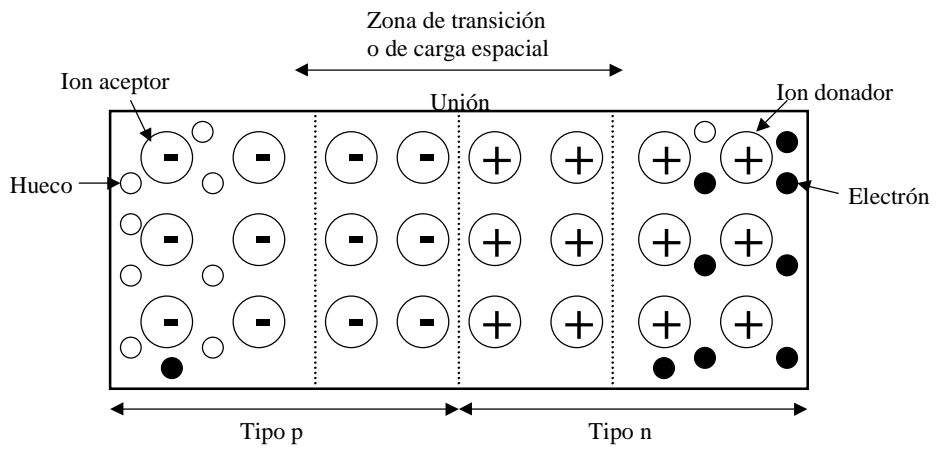 Zona de transición
o de carga espacial
Ion aceptor
Unión
Ion donador
Hueco
Electrón
Tipo p
Tipo n